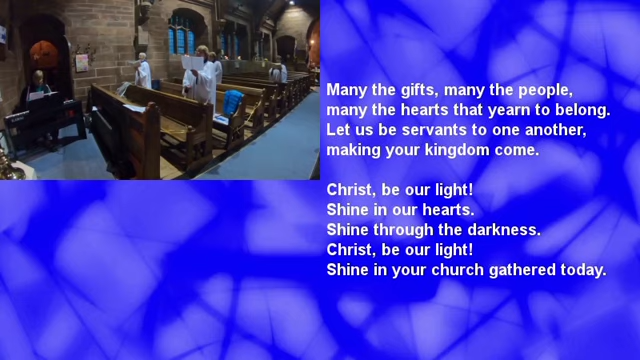 Many the gifts, many the people,
many the hearts that yearn to belong.
Let us be servants to one another,
making your kingdom come.
Christ, be our light!
Shine in our hearts.
Shine through the darkness.
Christ, be our light!
Shine in your church gathered today.